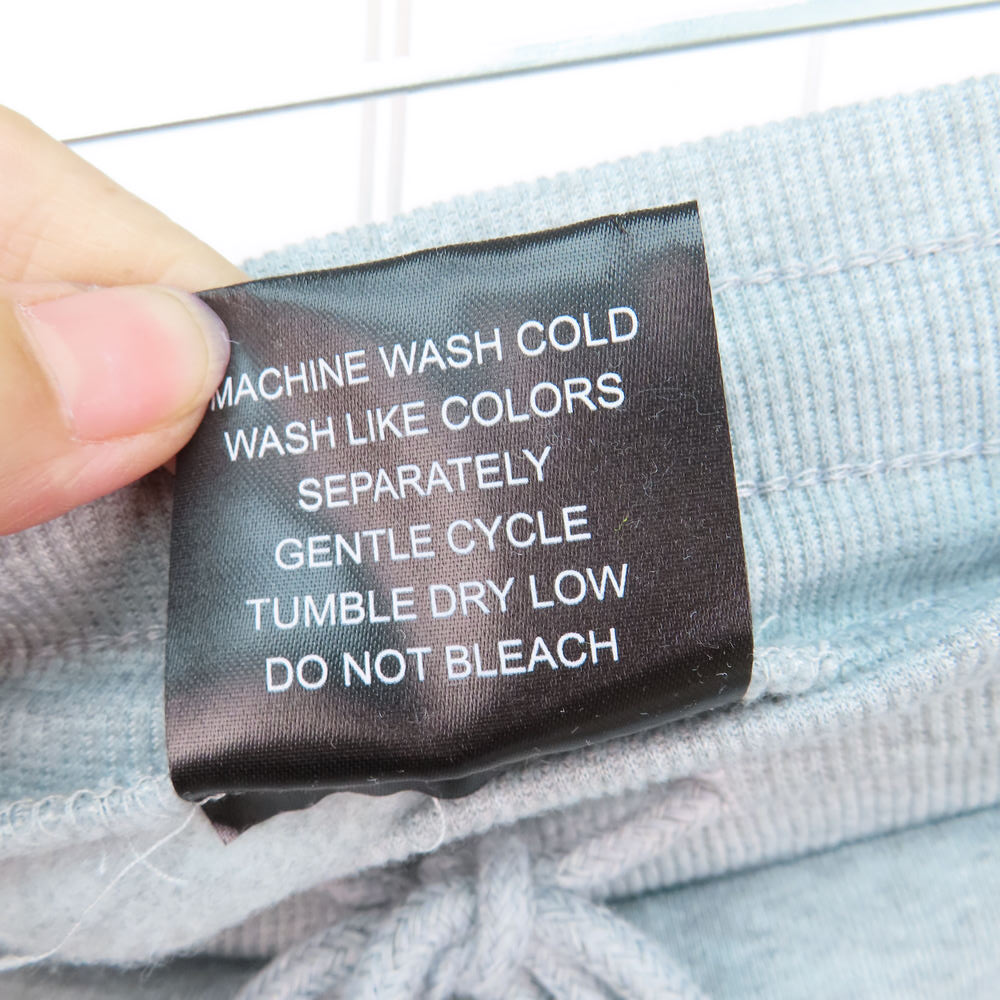 MACHINE WASH COLD
WASH LIKE COLORS
SEPARATELY
GENTLE CYCLE
TUMBLE DRY LOW
DO NOT BLEACH